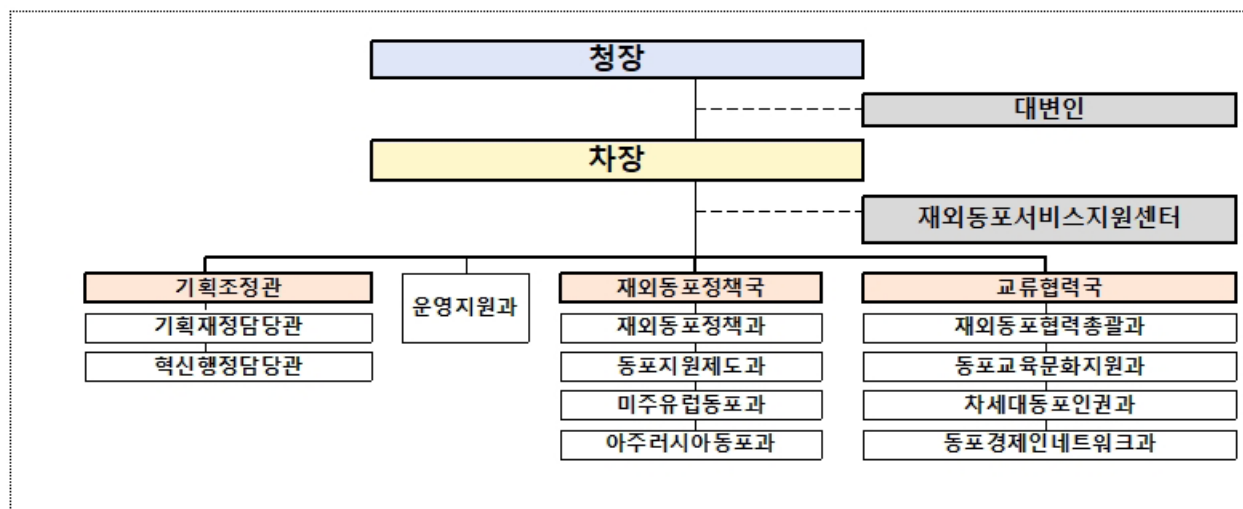 청장
대변인
차장
재외동포서비스지원센터
기획조정관
운영지원과
재외동포정책국
교류협력국
기획재정담당관
재외동포정책과
재외동포협력총괄과
혁신행정담당관
동포지원제도과
동포교육문화지원과
미주유럽동포과
차세대동포인권과
아주러시아동포과
동포경제인네트워크과